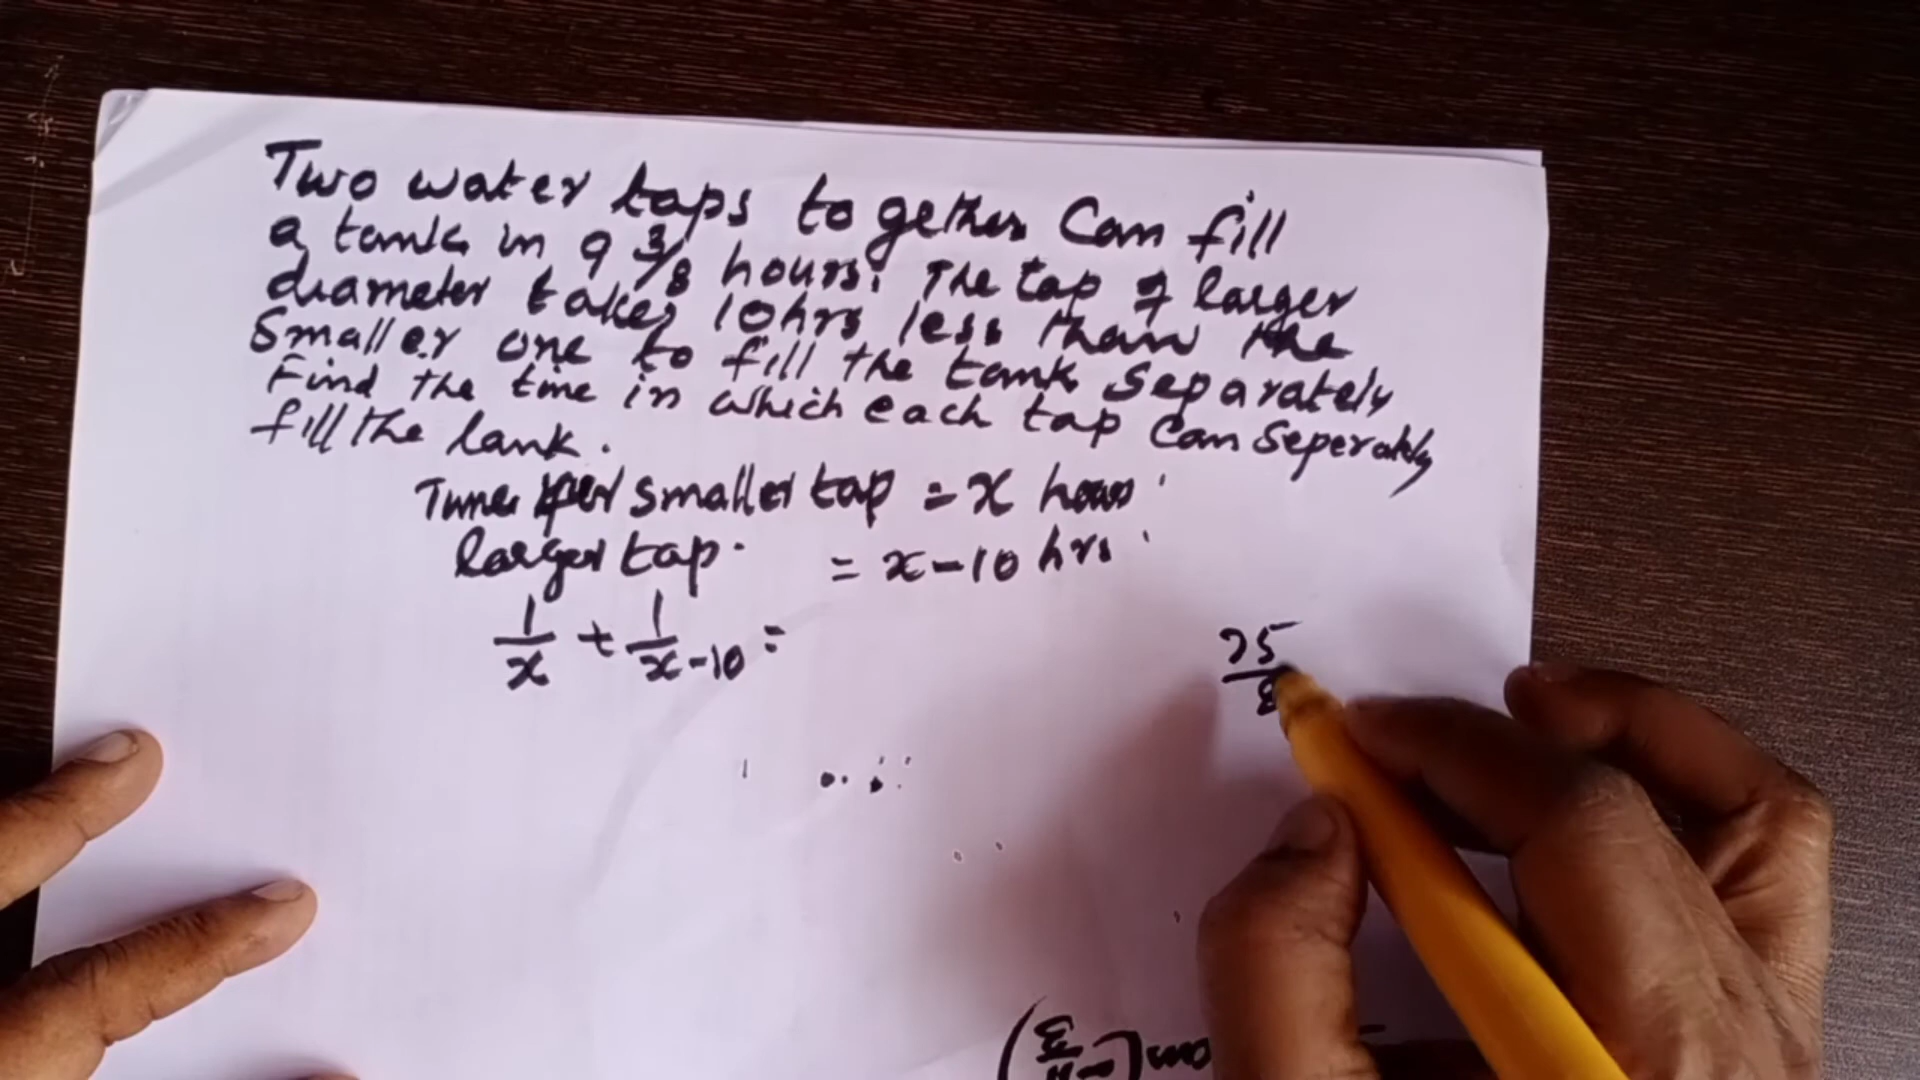 Two water taps together Can fill
a tank in 9 3/8 hours. The tap of larger
diameter takes 10hrs less than the
Smaller one to fill the tank separately
Find the time in which each tap Can seperately
fill the tank.
Time for smaller tap = x hours
larger tap. = x-10 hrs
1/x + 1/x-10 =
75/8